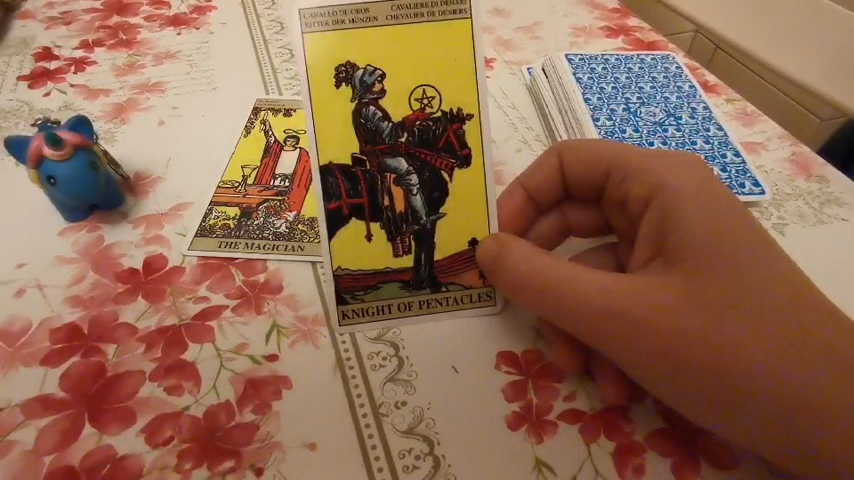 CABALLO DE OROS CAVALIERE DI DENARI
RITTER DER MÜNZEN CHEVALIER DE DENIERS
KNIGHT OF PENTACLES
THE MAGICIAN